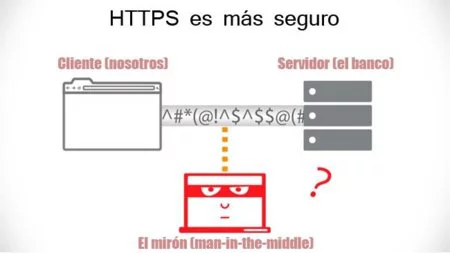 HTTPS es más seguro
Cliente (nosotros)
Servidor (el banco)
^#*(@!^$^$$@(#
?
El mirón (man-in-the-middle)